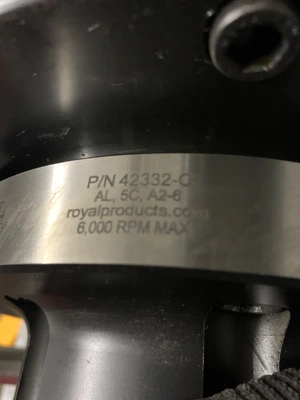 P/N 42332-C
AL, 5C, A2-6
royalproducts.com
6,000 RPM MAX